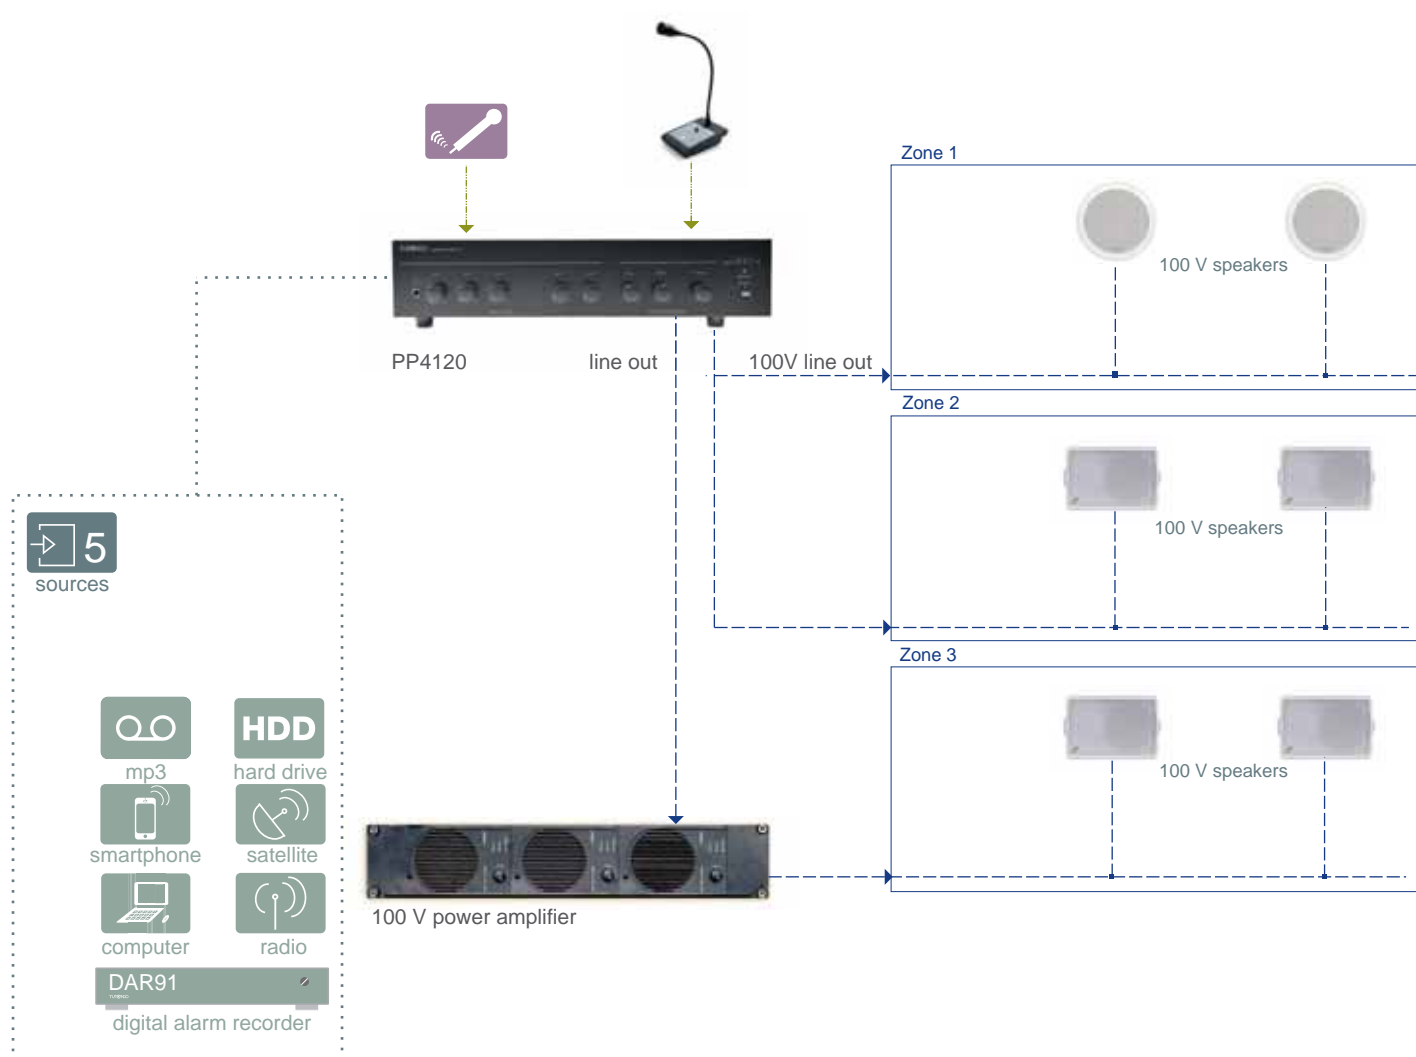 Zone 1
100 V speakers
PP4120
line out
100V line out
Zone 2
100 V speakers
5
sources
Zone 3
100 V speakers
HDD
mp3
hard drive
smartphone
satellite
computer
radio
100 V power amplifier
DAR91
digital alarm recorder